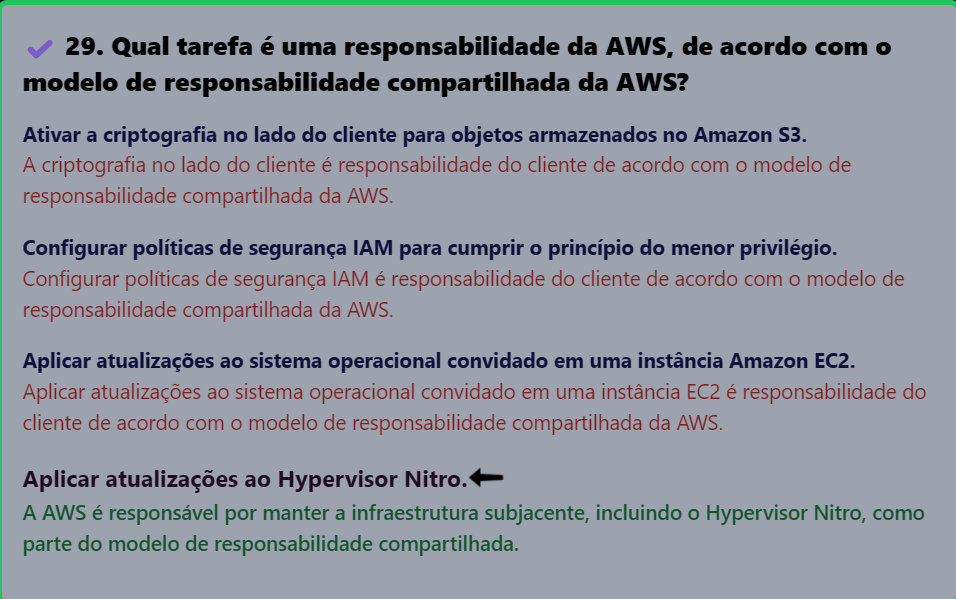 29. Qual tarefa é uma responsabilidade da AWS, de acordo com o
modelo de responsabilidade compartilhada da AWS?
Ativar a criptografia no lado do cliente para objetos armazenados no Amazon S3.
A criptografia no lado do cliente é responsabilidade do cliente de acordo com o modelo de
responsabilidade compartilhada da AWS.
Configurar políticas de segurança IAM para cumprir o princípio do menor privilégio.
Configurar políticas de segurança IAM é responsabilidade do cliente de acordo com o modelo de
responsabilidade compartilhada da AWS.
Aplicar atualizações ao sistema operacional convidado em uma instância Amazon EC2.
Aplicar atualizações ao sistema operacional convidado em uma instância EC2 é responsabilidade do
cliente de acordo com o modelo de responsabilidade compartilhada da AWS.
Aplicar atualizações ao Hypervisor Nitro.
A AWS é responsável por manter a infraestrutura subjacente, incluindo o Hypervisor Nitro, como
parte do modelo de responsabilidade compartilhada.